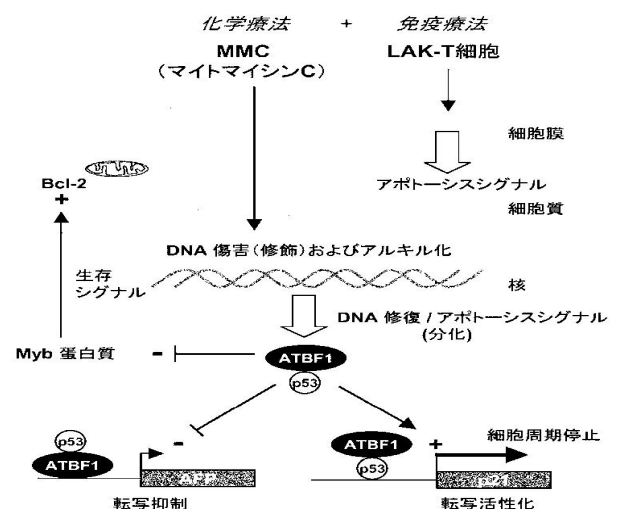 化学療法 + 免疫療法
MMC LAK-T細胞
(マイトマイシンC)
細胞膜
Bcl-2
アポトーシスシグナル
+
細胞質
DNA 傷害(修飾)およびアルキル化
生存
シグナル
核
DNA 修復 / アポトーシスシグナル
(分化)
Myb 蛋白質 - ATBF1
p53
p53 - ATBF1 + 細胞周期停止
ATBF1 p53
AFP p21
転写抑制 転写活性化